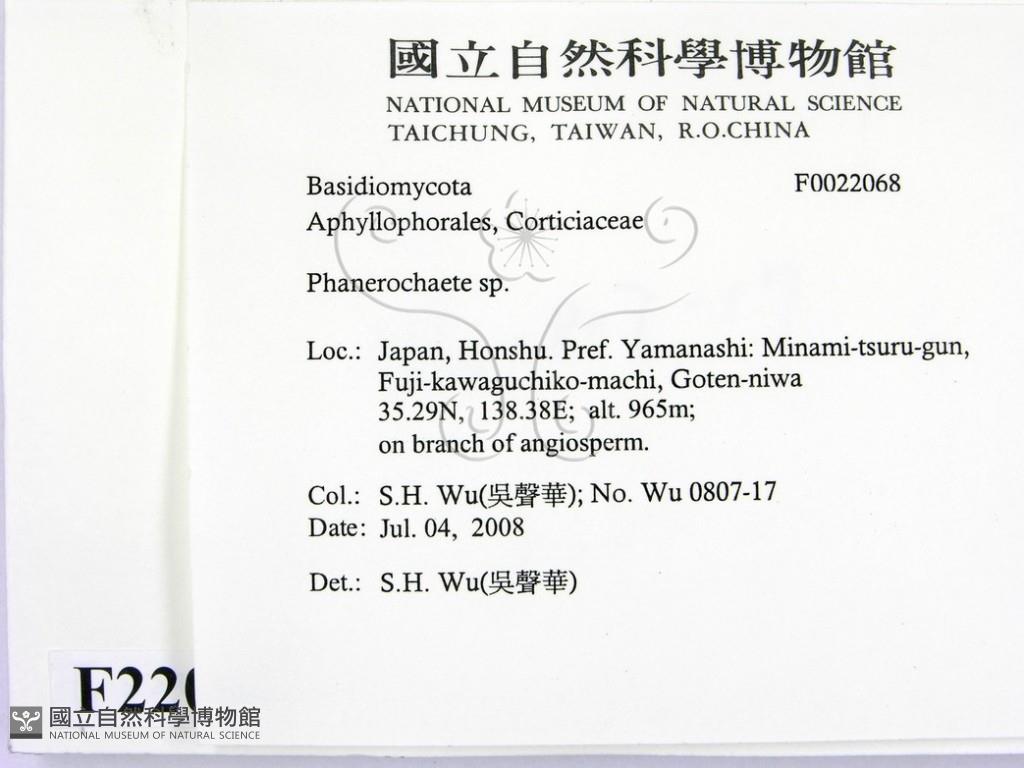 國立自然科學博物館
NATIONAL MUSEUM OF NATURAL SCIENCE
TAICHUNG, TAIWAN, R.O.CHINA
Basidiomycota F0022068
Aphyllophorales, Corticiaceae
Phanerochaete sp.
Loc.: Japan, Honshu. Pref. Yamanashi: Minami-tsuru-gun,
Fuji-kawaguchiko-machi, Goten-niwa
35.29N, 138.38E; alt. 965m;
on branch of angiosperm.
Col.: S.H. Wu(吳聲華); No. Wu 0807-17
Date: Jul. 04, 2008
Det.: S.H. Wu(吳聲華)
F220
國立自然科學博物館
NATIONAL MUSEUM OF NATURAL SCIENCE